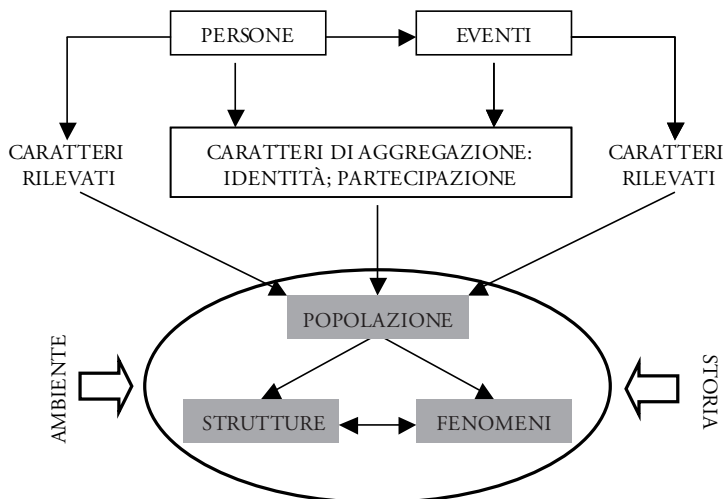 PERSONE
EVENTI
CARATTERI
RILEVATI
CARATTERI DI AGGREGAZIONE:
IDENTITÀ; PARTECIPAZIONE
CARATTERI
RILEVATI
POPOLAZIONE
AMBIENTE
STORIA
STRUTTURE
FENOMENI